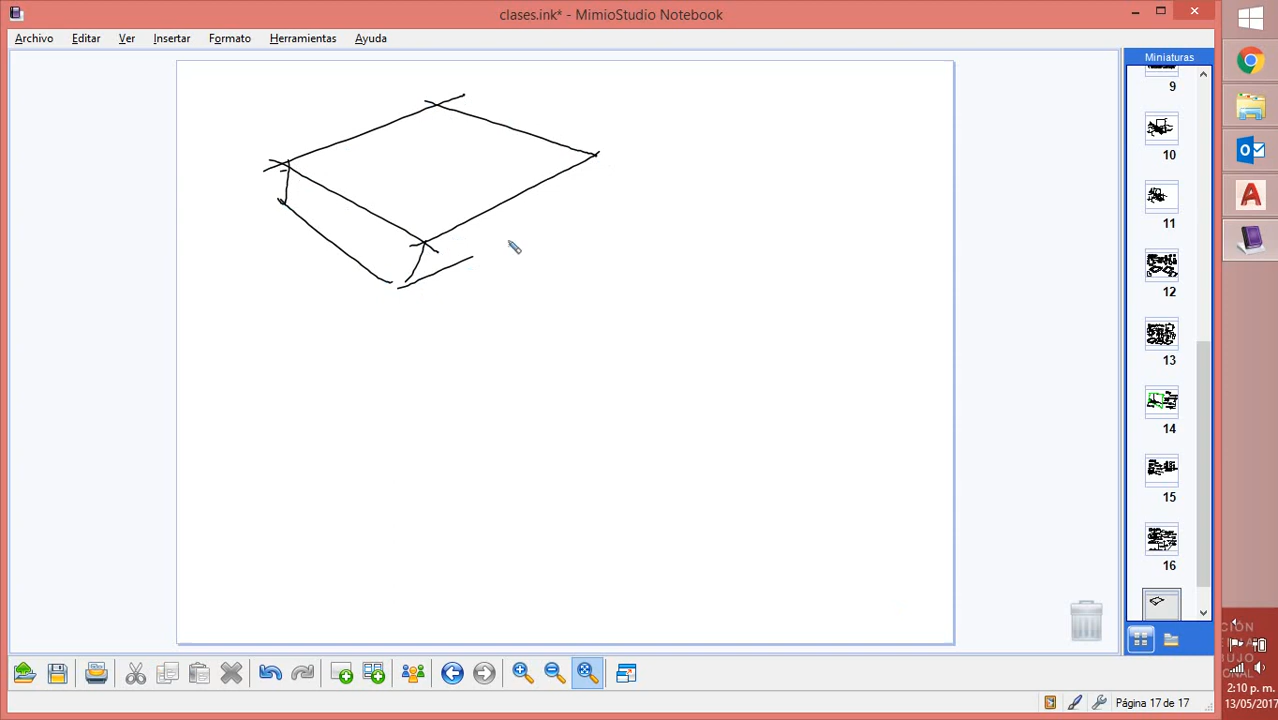 clases.ink* - MimioStudio Notebook
Archivo Editar Ver Insertar Formato Herramientas Ayuda
Miniaturas
9
10
11
12
13
14
15
16
CIÓN
2:10 p. m.
13/05/2017
Página 17 de 17